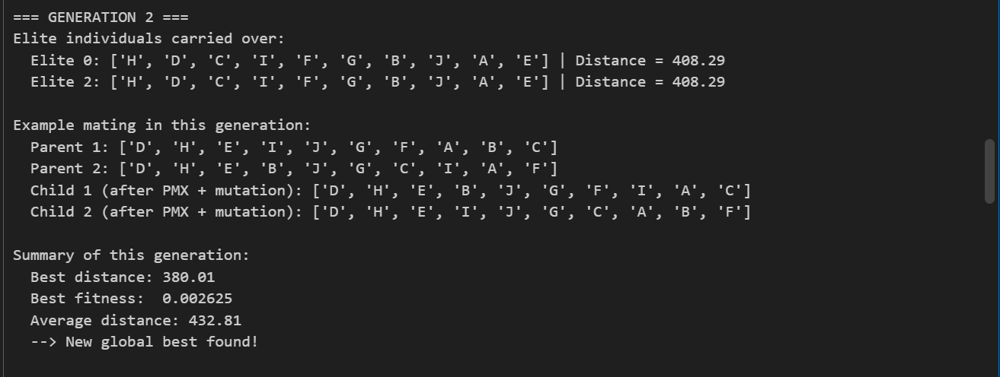 === GENERATION 2 ===
Elite individuals carried over:
  Elite 0: ['H', 'D', 'C', 'I', 'F', 'G', 'B', 'J', 'A', 'E'] | Distance = 408.29
  Elite 2: ['H', 'D', 'C', 'I', 'F', 'G', 'B', 'J', 'A', 'E'] | Distance = 408.29

Example mating in this generation:
  Parent 1: ['D', 'H', 'E', 'I', 'J', 'G', 'F', 'A', 'B', 'C']
  Parent 2: ['D', 'H', 'E', 'B', 'J', 'G', 'C', 'I', 'A', 'F']
  Child 1 (after PMX + mutation): ['D', 'H', 'E', 'B', 'J', 'G', 'F', 'I', 'A', 'C']
  Child 2 (after PMX + mutation): ['D', 'H', 'E', 'I', 'J', 'G', 'C', 'A', 'B', 'F']

Summary of this generation:
  Best distance: 380.01
  Best fitness:  0.002625
  Average distance: 432.81
  --> New global best found!